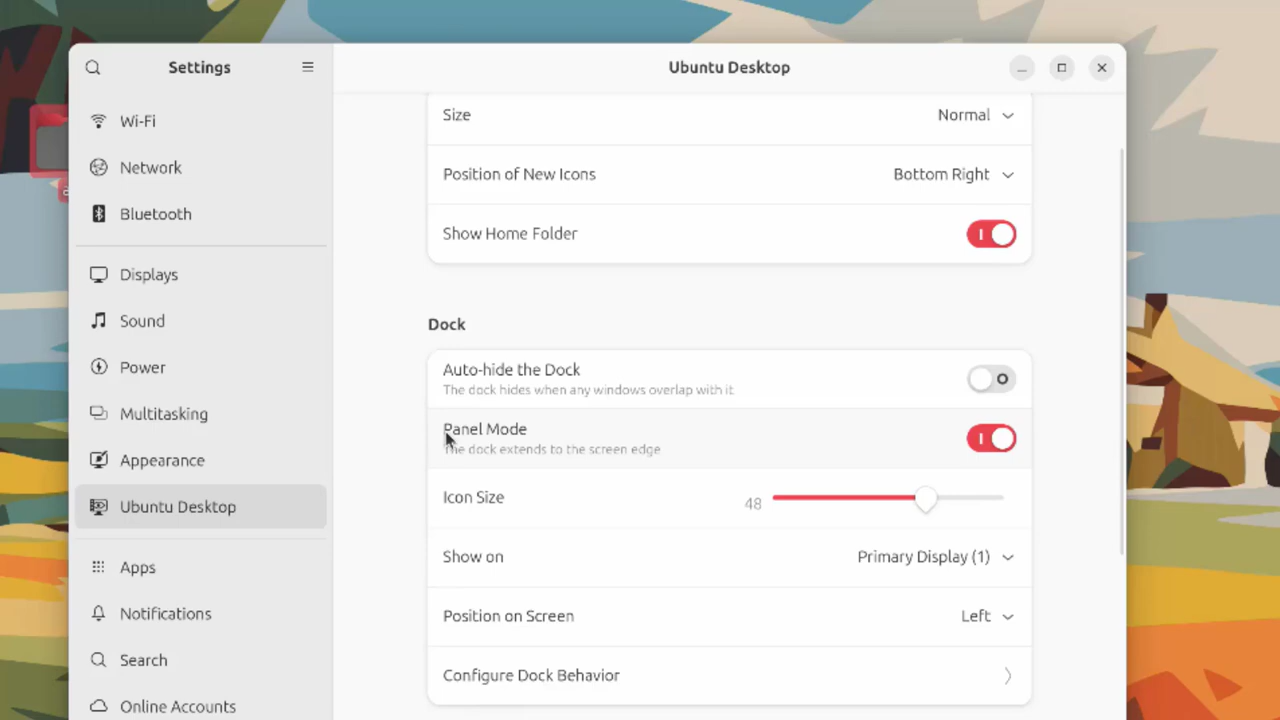 Settings
Ubuntu Desktop
Wi-Fi
Network
Bluetooth
Displays
Sound
Power
Multitasking
Appearance
Ubuntu Desktop
Apps
Notifications
Search
Online Accounts
Size Normal
Position of New Icons Bottom Right
Show Home Folder
Dock
Auto-hide the Dock
The dock hides when any windows overlap with it.
Panel Mode
The dock extends to the screen edge
Icon Size 48
Show on Primary Display (1)
Position on Screen Left
Configure Dock Behavior